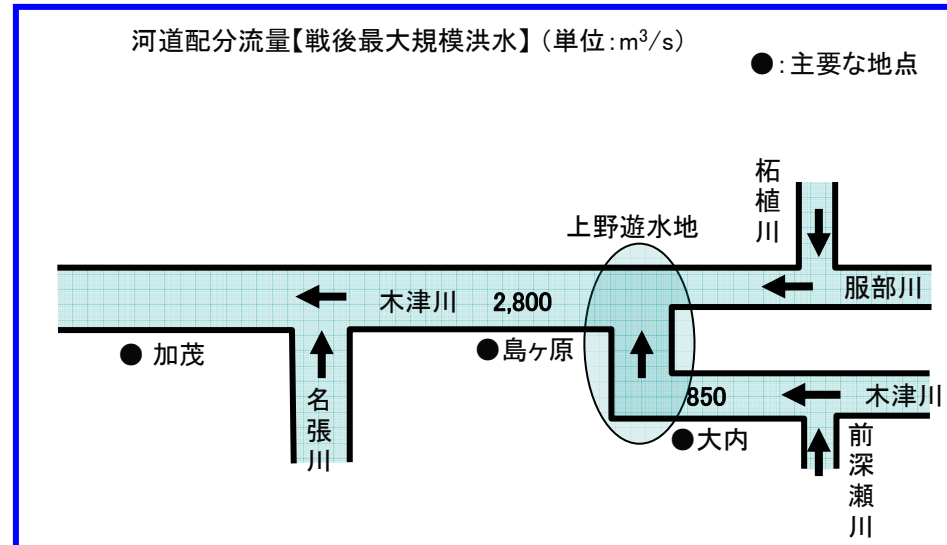 河道配分流量【戦後最大規模洪水】（単位：m³/s）
●：主要な地点
柘植川
上野遊水地
服部川
木津川 2,800
● 加茂
●島ヶ原
名張川
850
木津川
●大内
前深瀬川